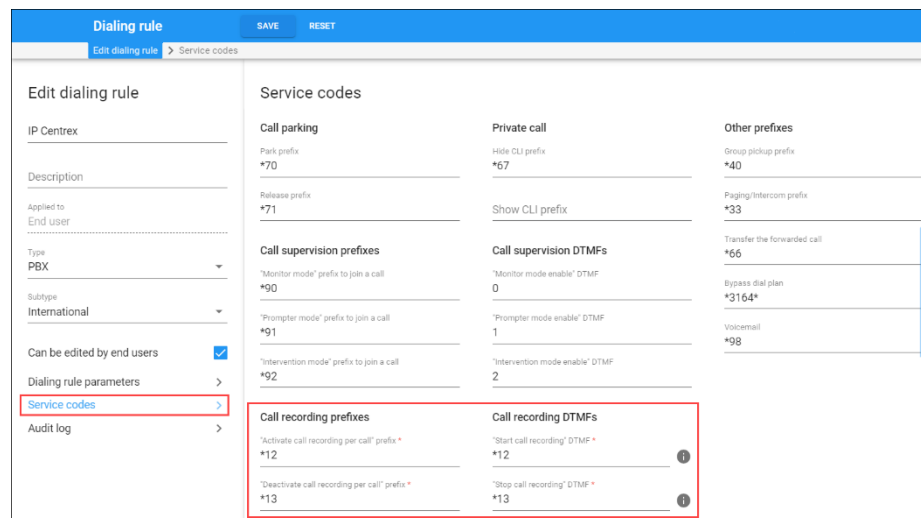 Dialing rule
SAVE
RESET
Edit dialing rule > Service codes
Edit dialing rule
IP Centrex
Description
Applied to
End user
Type
PBX
Subtype
International
Can be edited by end users
Dialing rule parameters
Service codes
Audit log
Service codes
Call parking
Park prefix
*70
Release prefix
*71
Call supervision prefixes
"Monitor mode" prefix to join a call
*90
"Prompter mode" prefix to join a call
*91
"Intervention mode" prefix to join a call
*92
Call recording prefixes
"Activate call recording per call" prefix *
*12
"Deactivate call recording per call" prefix *
*13
Private call
Hide CLI prefix
*67
Show CLI prefix
Call supervision DTMFs
"Monitor mode enable" DTMF
0
"Prompter mode enable" DTMF
1
"Intervention mode enable" DTMF
2
Call recording DTMFs
"Start call recording" DTMF *
*12
"Stop call recording" DTMF *
*13
Other prefixes
Group pickup prefix
*40
Paging/Intercom prefix
*33
Transfer the forwarded call
*66
Bypass dial plan
*3164*
Voicemail
*98